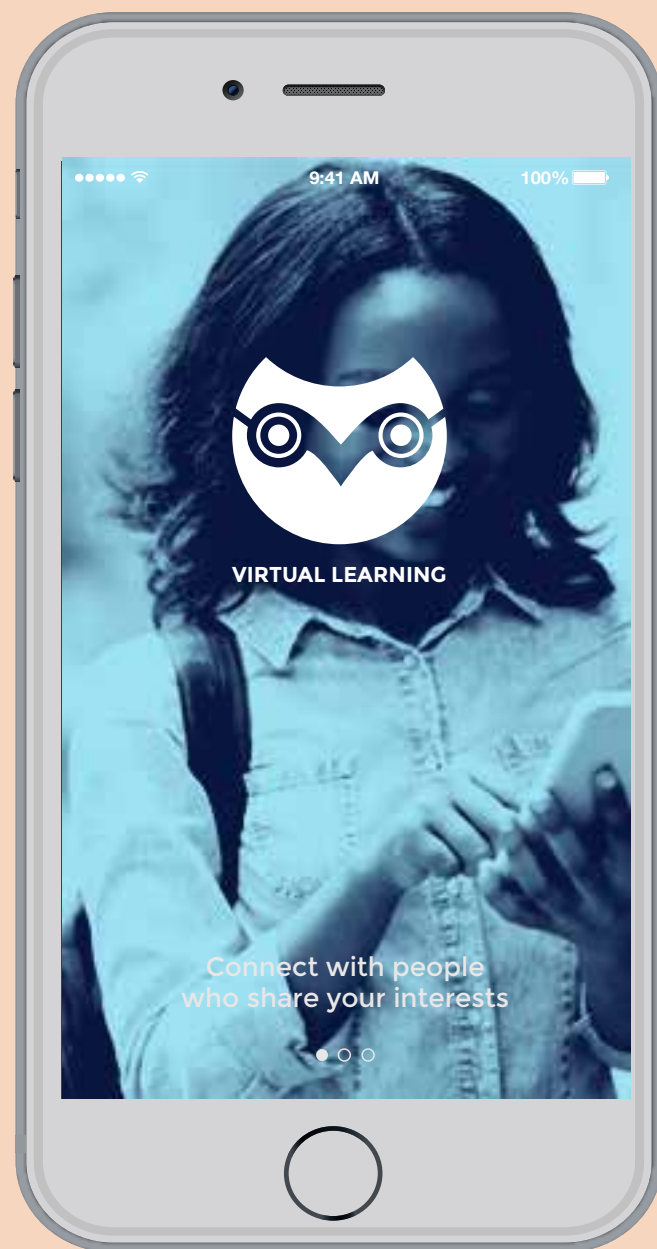 9:41 AM 100%
VIRTUAL LEARNING
Connect with people
who share your interests